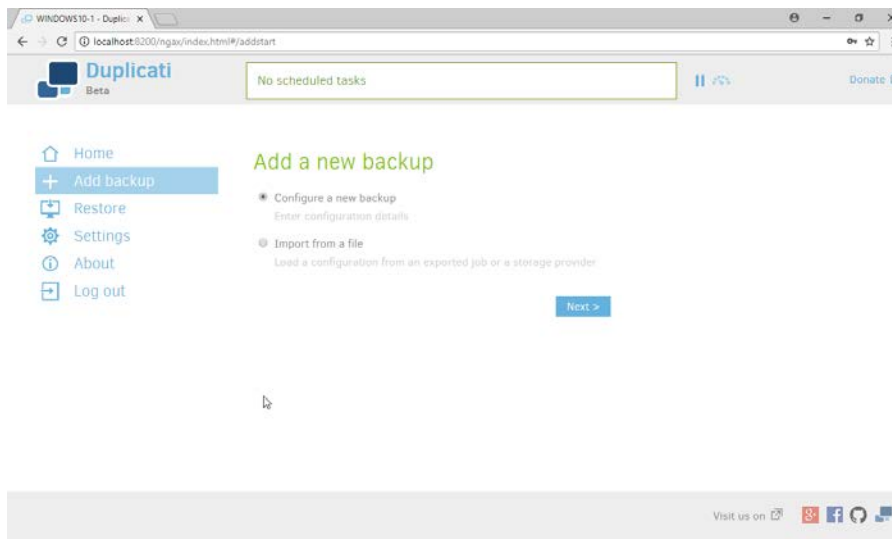 WINDOWS10-1 - Duplic
localhost:8200/ngax/index.html#/addstart
Duplicati
Beta
No scheduled tasks
Donate
Home
Add backup
Restore
Settings
About
Log out
Add a new backup
Configure a new backup
Enter configuration details
Import from a file
Load a configuration from an exported job or a storage provider
Next >
Visit us on